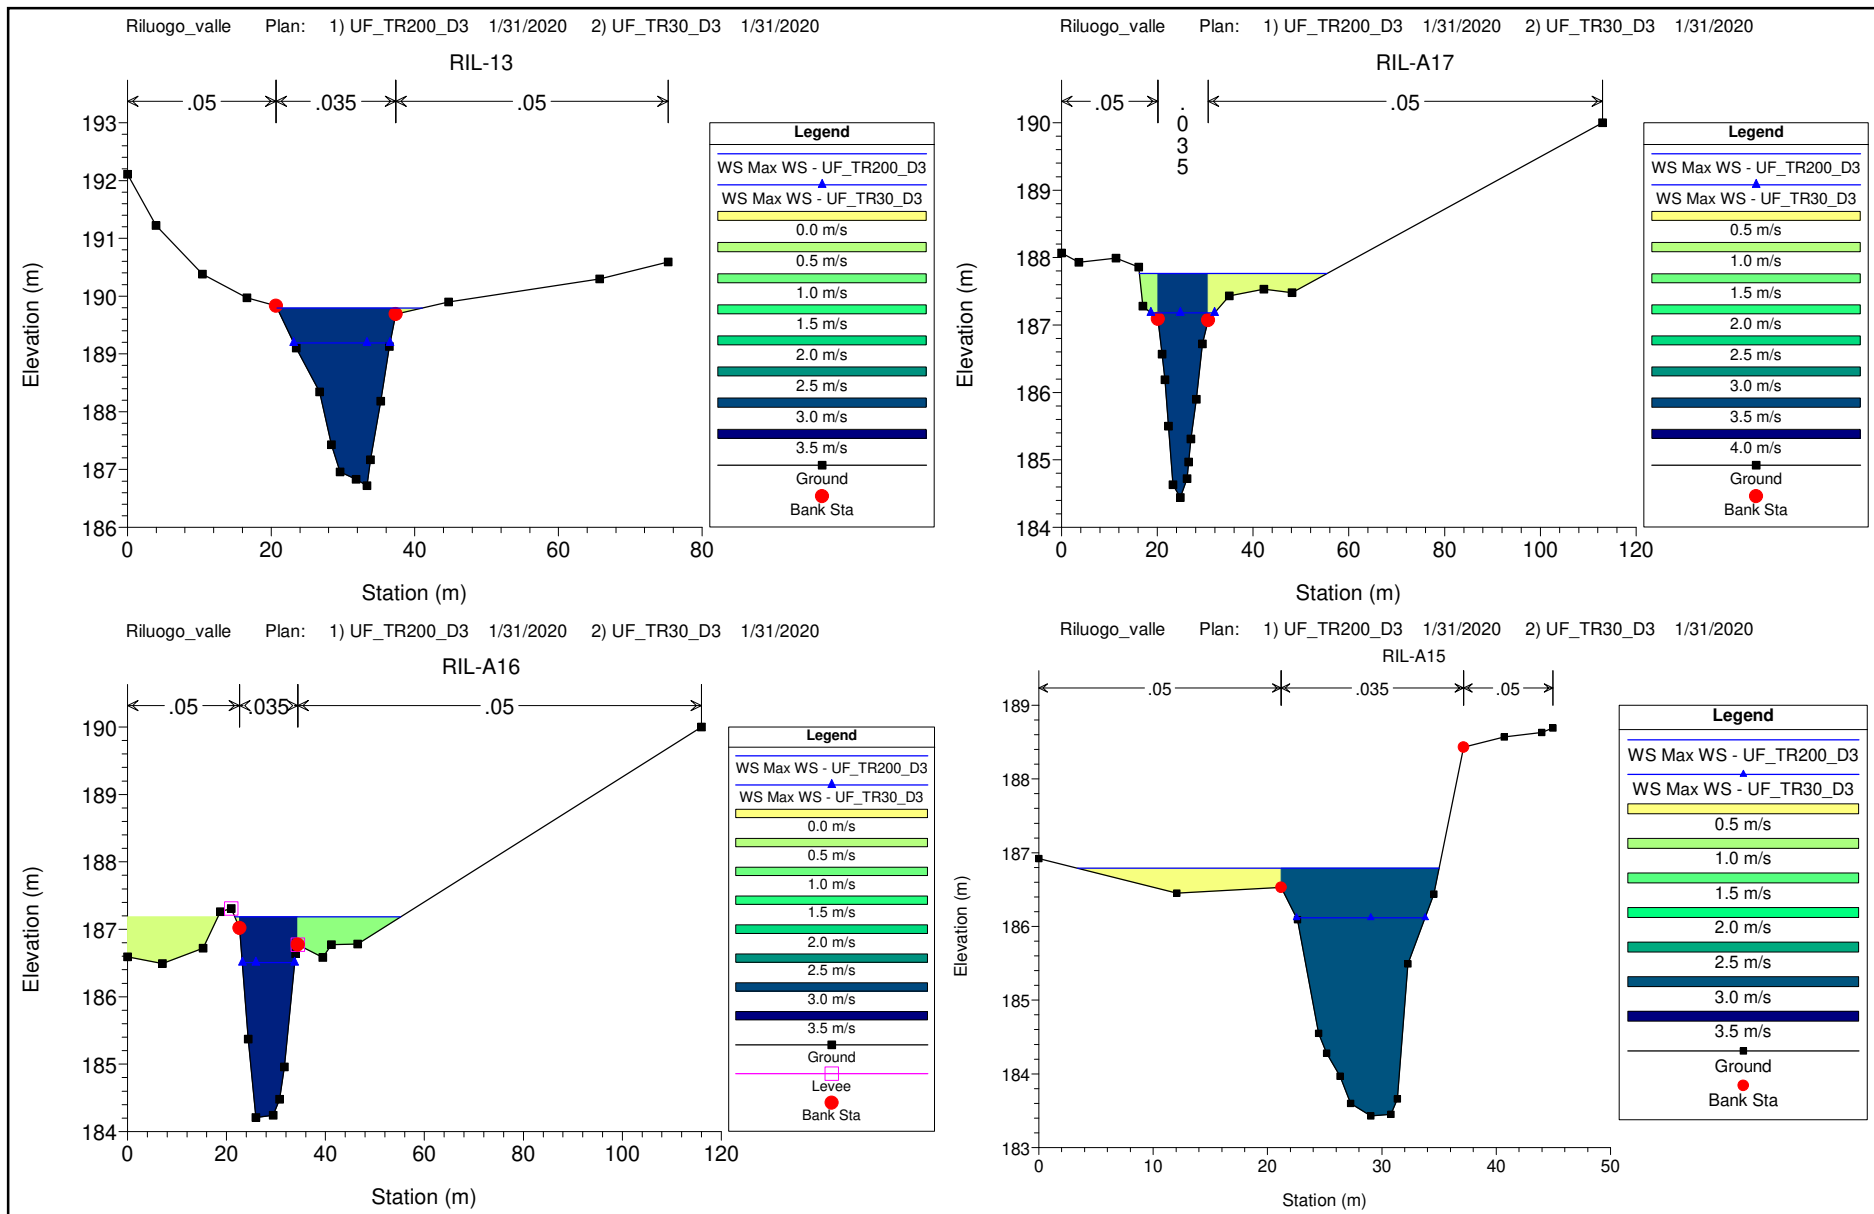 Riluogo_valle Plan: 1) UF_TR200_D3 1/31/2020 2) UF_TR30_D3 1/31/2020
RIL-13
.05 .035 .05
193
192
191
190
189
188
187
186
0 20 40 60 80
Elevation (m)
Station (m)
Legend
WS Max WS - UF_TR200_D3
WS Max WS - UF_TR30_D3
0.0 m/s
0.5 m/s
1.0 m/s
1.5 m/s
2.0 m/s
2.5 m/s
3.0 m/s
3.5 m/s
Ground
Bank Sta
Riluogo_valle Plan: 1) UF_TR200_D3 1/31/2020 2) UF_TR30_D3 1/31/2020
RIL-A17
.05 .035 .05
190
189
188
187
186
185
184
0 20 40 60 80 100 120
Elevation (m)
Station (m)
Legend
WS Max WS - UF_TR200_D3
WS Max WS - UF_TR30_D3
0.5 m/s
1.0 m/s
1.5 m/s
2.0 m/s
2.5 m/s
3.0 m/s
3.5 m/s
4.0 m/s
Ground
Bank Sta
Riluogo_valle Plan: 1) UF_TR200_D3 1/31/2020 2) UF_TR30_D3 1/31/2020
RIL-A16
.05 .035 .05
190
189
188
187
186
185
184
0 20 40 60 80 100 120
Elevation (m)
Station (m)
Legend
WS Max WS - UF_TR200_D3
WS Max WS - UF_TR30_D3
0.0 m/s
0.5 m/s
1.0 m/s
1.5 m/s
2.0 m/s
2.5 m/s
3.0 m/s
3.5 m/s
Ground
Levee
Bank Sta
Riluogo_valle Plan: 1) UF_TR200_D3 1/31/2020 2) UF_TR30_D3 1/31/2020
RIL-A15
.05 .035 .05
189
188
187
186
185
184
183
0 10 20 30 40 50
Elevation (m)
Station (m)
Legend
WS Max WS - UF_TR200_D3
WS Max WS - UF_TR30_D3
0.5 m/s
1.0 m/s
1.5 m/s
2.0 m/s
2.5 m/s
3.0 m/s
3.5 m/s
Ground
Bank Sta